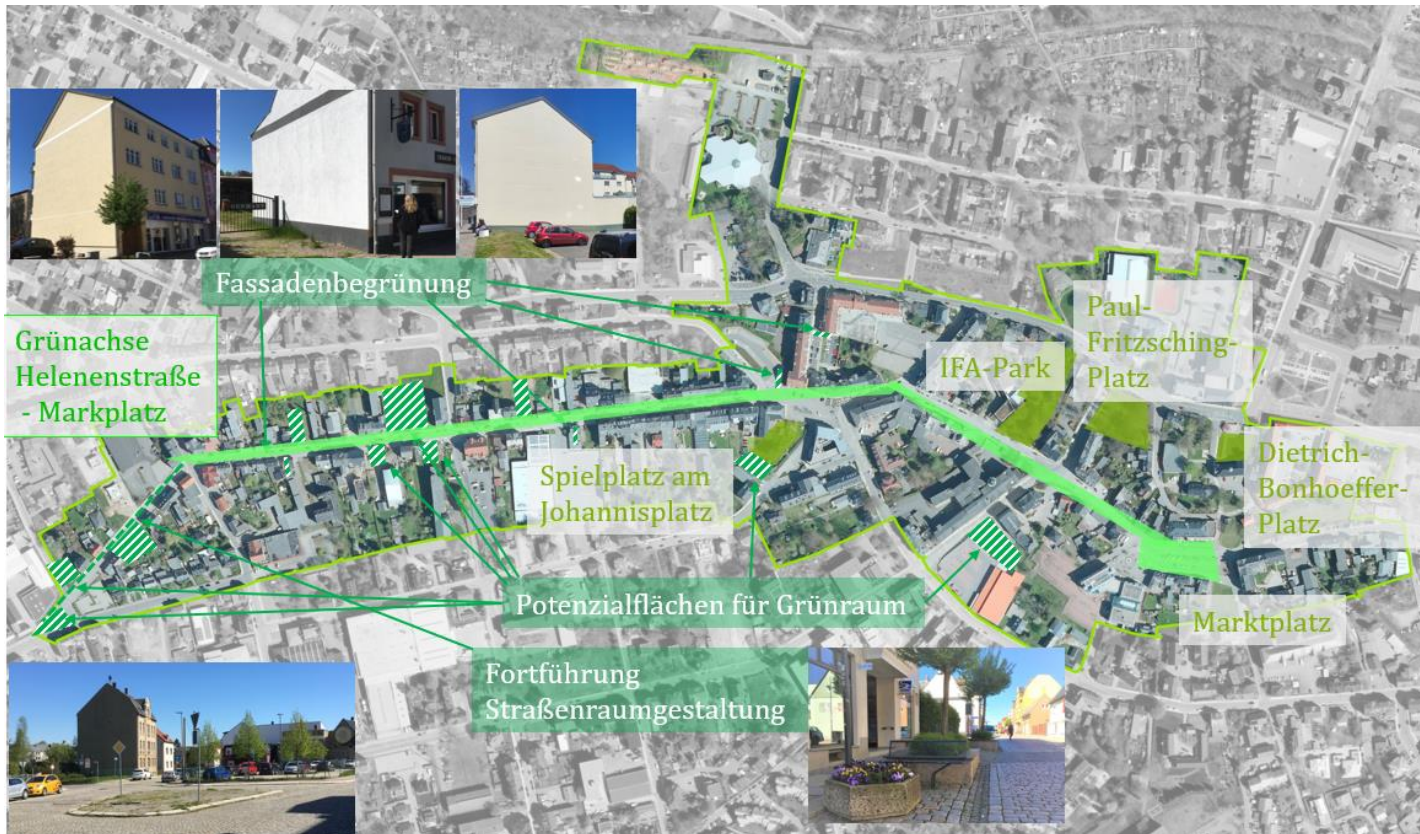 Fassadenbegrünung
Grünachse
Helenenstraße
- Markplatz
Paul-
Fritzsching-
Platz
IFA-Park
Spielplatz am
Johannisplatz
Dietrich-
Bonhoeffer-
Platz
Potenzialflächen für Grünraum
Marktplatz
Fortführung
Straßenraumgestaltung